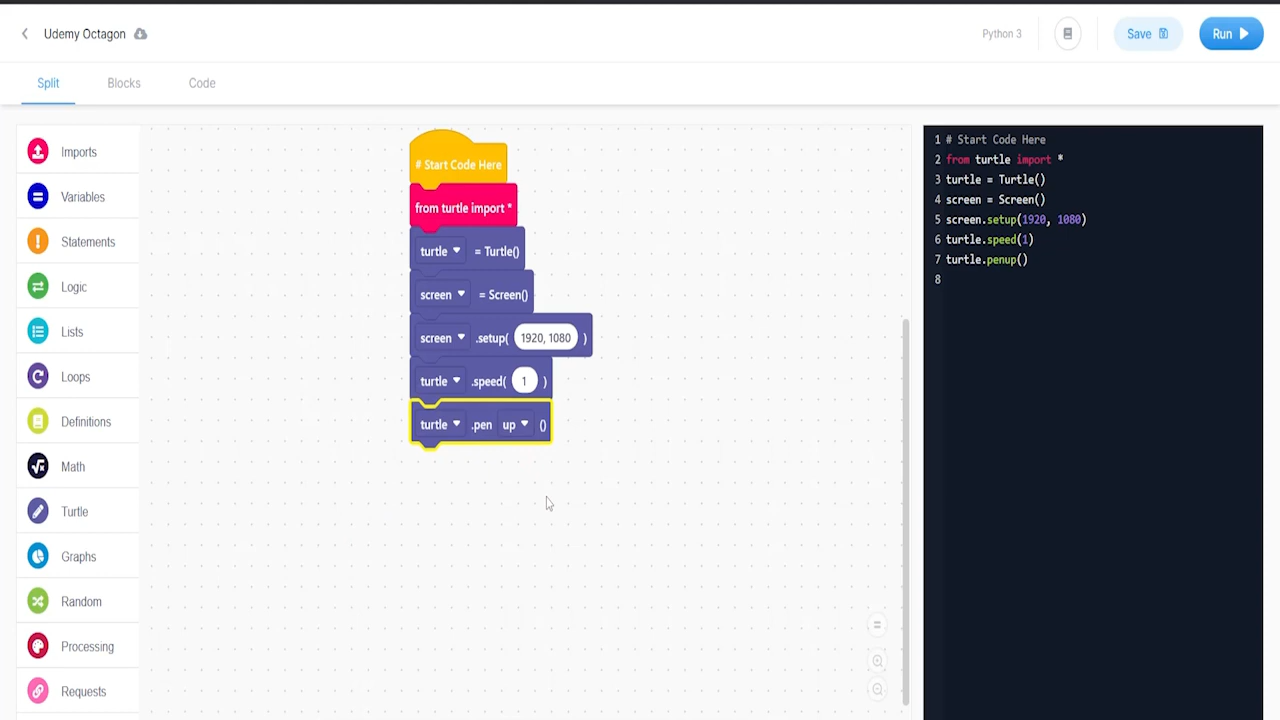 Udemy Octagon
Python 3
Save
Run
Split
Blocks
Code
Imports
Variables
Statements
Logic
Lists
Loops
Definitions
Math
Turtle
Graphs
Random
Processing
Requests
# Start Code Here
from turtle import *
turtle = Turtle()
screen = Screen()
screen .setup( 1920, 1080 )
turtle .speed( 1 )
turtle .pen up ()
1 # Start Code Here
2 from turtle import *
3 turtle = Turtle()
4 screen = Screen()
5 screen.setup(1920, 1080)
6 turtle.speed(1)
7 turtle.penup()
8